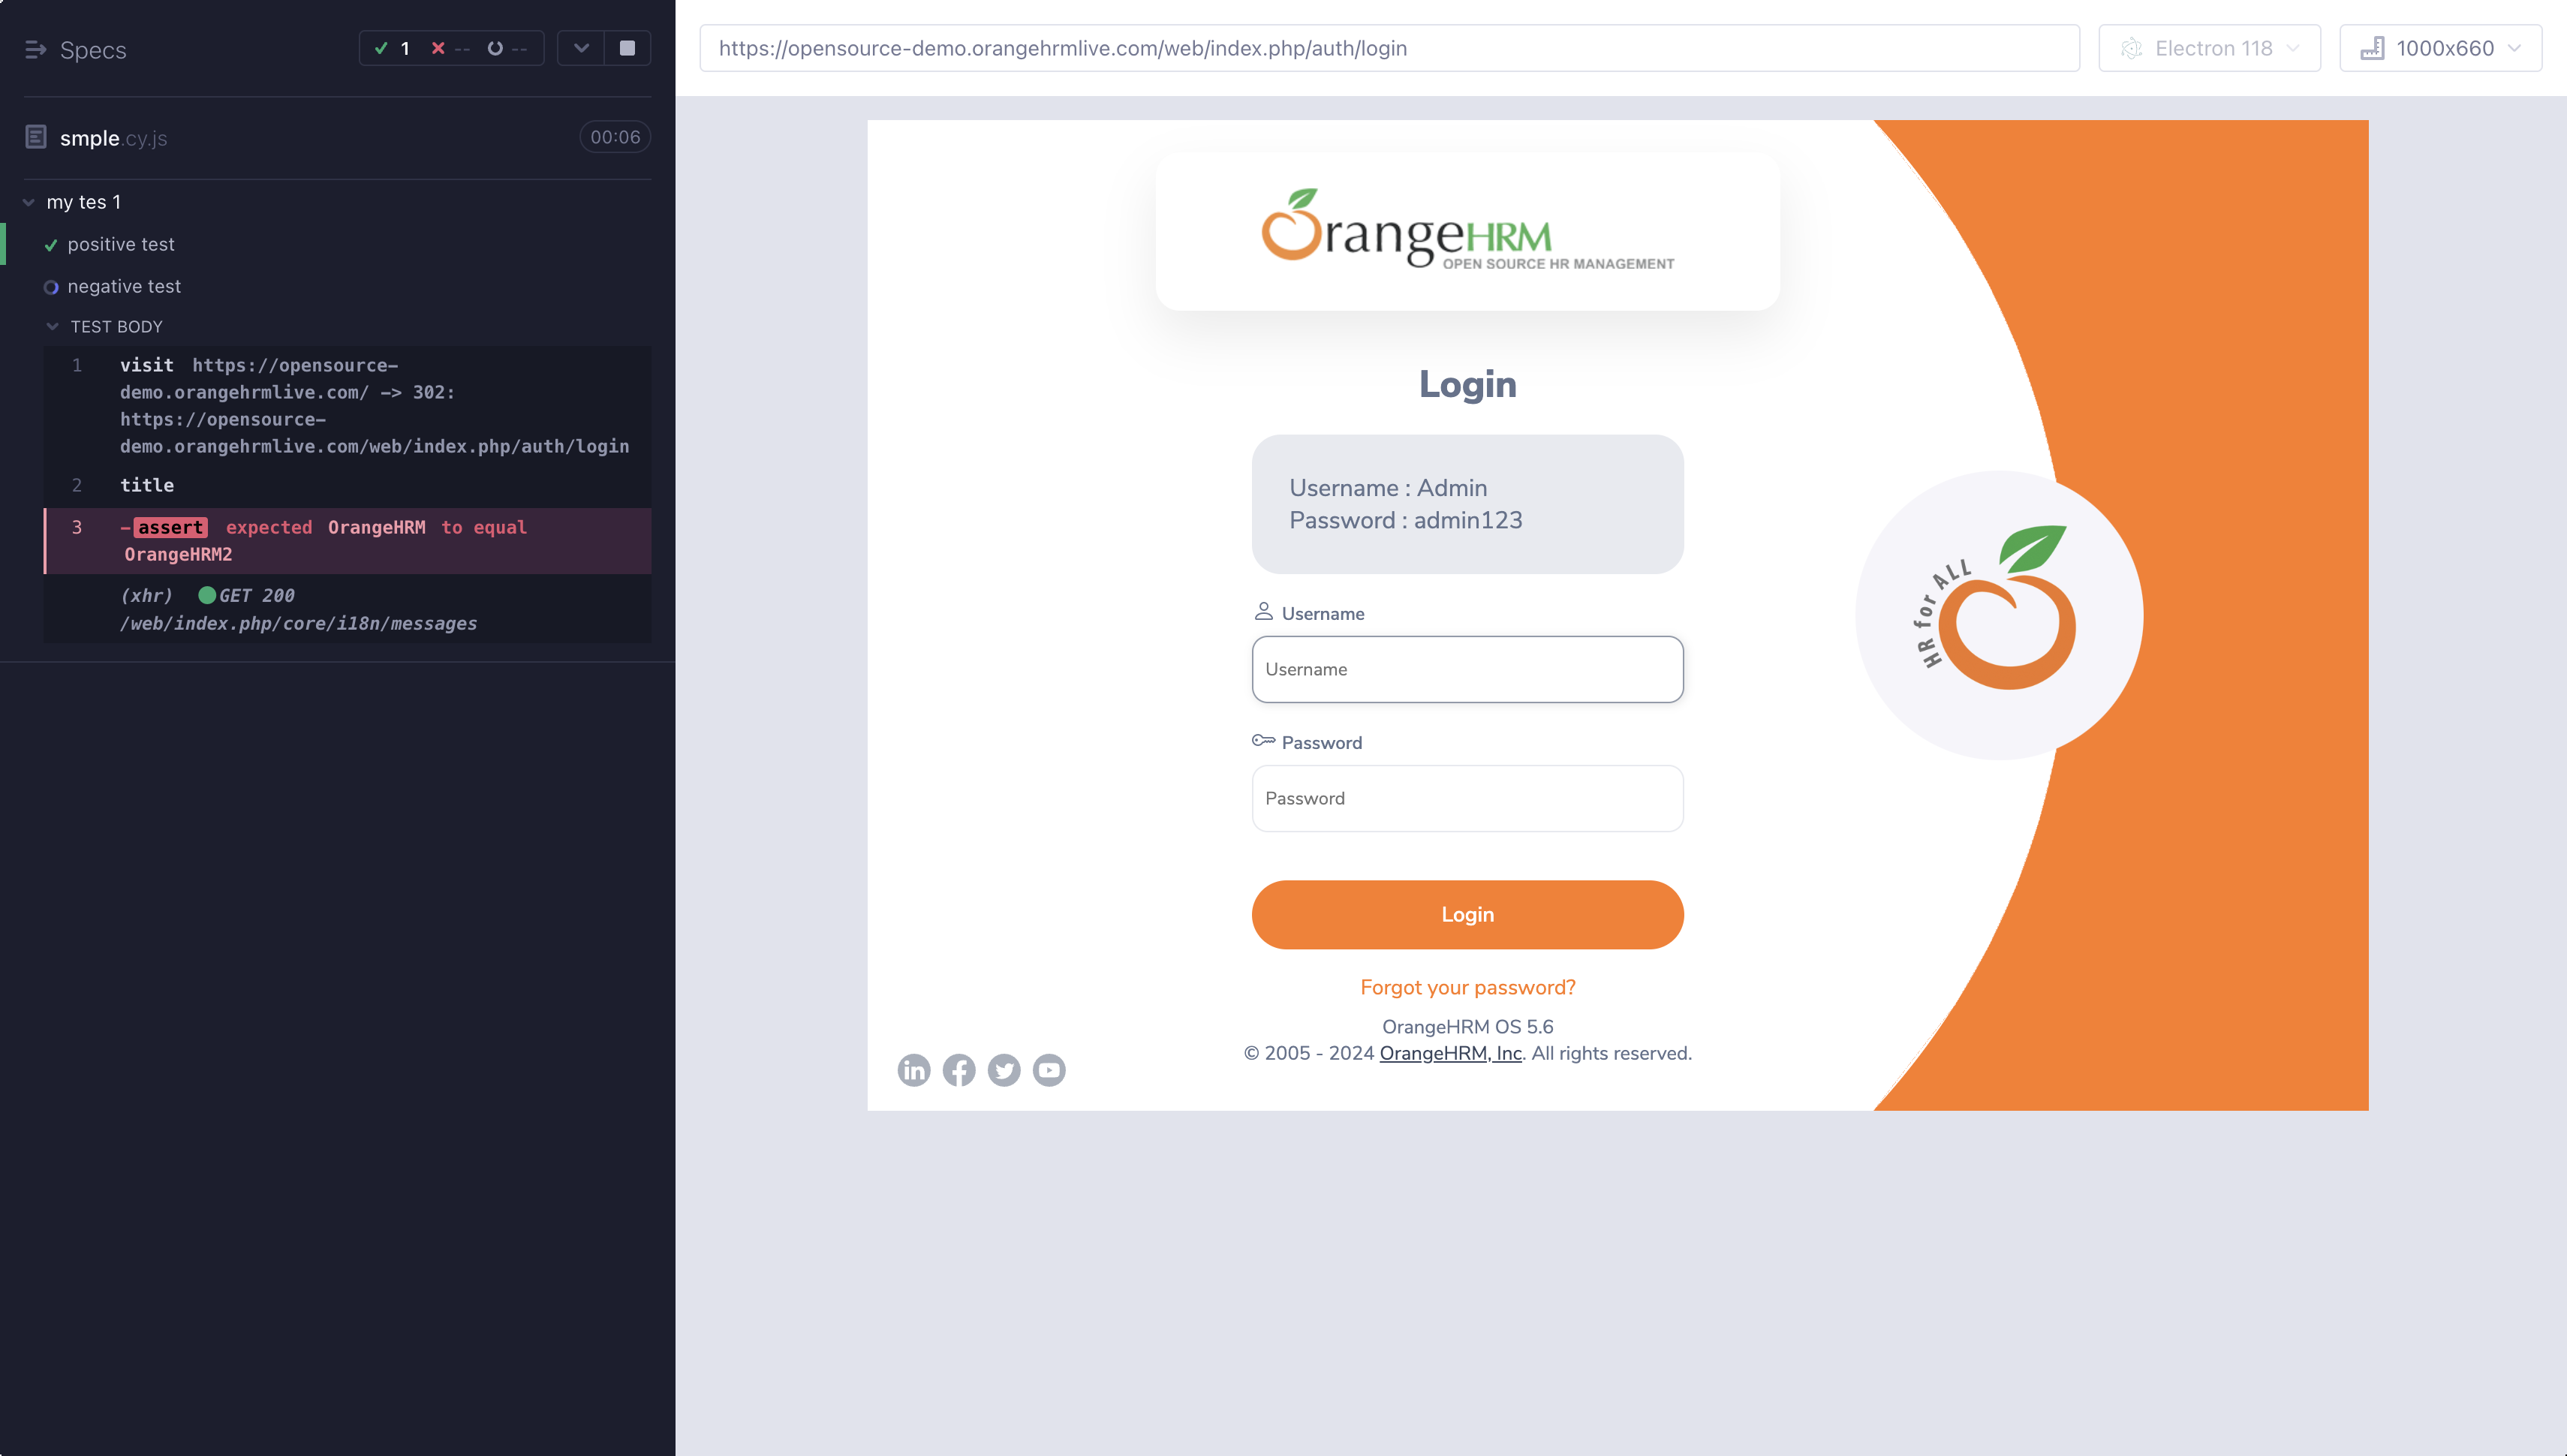 Specs
1 -- --
smple.cy.js
00:06
my tes 1
positive test
negative test
TEST BODY
1 visit https://opensource-
demo.orangehrmlive.com/ -> 302:
https://opensource-
demo.orangehrmlive.com/web/index.php/auth/login
2 title
3 -assert expected OrangeHRM to equal
OrangeHRM2
(xhr) GET 200
/web/index.php/core/i18n/messages
https://opensource-demo.orangehrmlive.com/web/index.php/auth/login
Electron 118
1000x660
OrangeHRM
OPEN SOURCE HR MANAGEMENT
Login
Username : Admin
Password : admin123
Username
Username
Password
Password
Login
Forgot your password?
OrangeHRM OS 5.6
© 2005 - 2024 OrangeHRM, Inc. All rights reserved.
in
HR for ALL